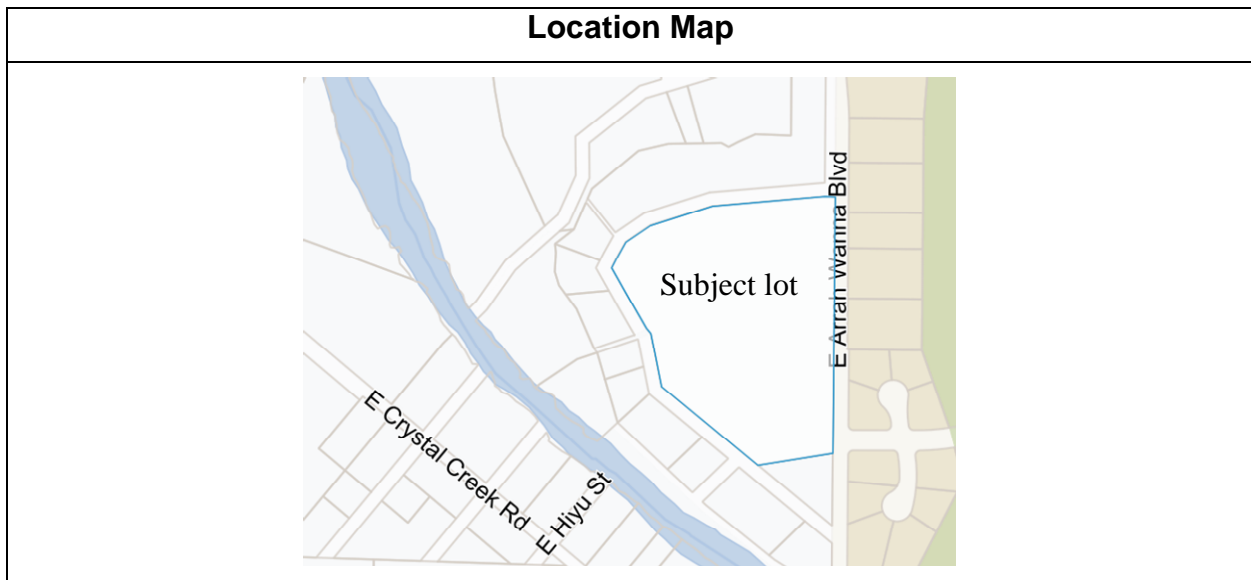 Location Map
E Arrah Wanna Blvd
Subject lot
E Crystal Creek Rd
E Hiyu St